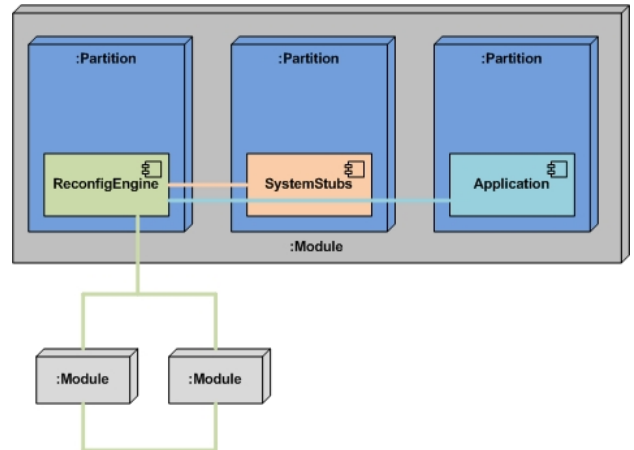 :Partition
:Partition
:Partition
ReconfigEngine
SystemStubs
Application
:Module
:Module
:Module